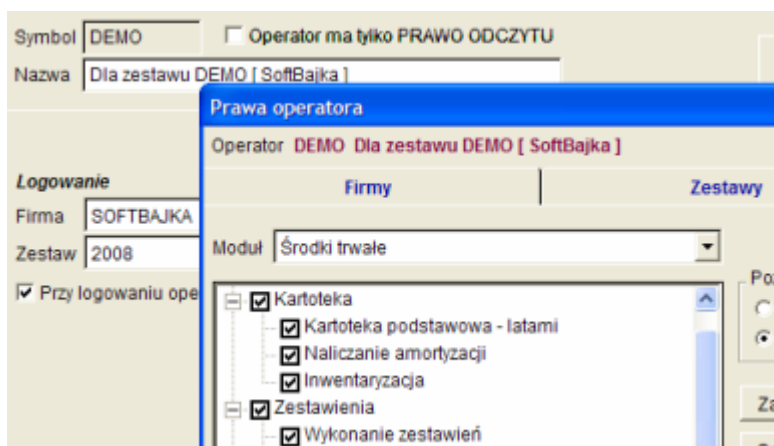 Symbol DEMO Operator ma tylko PRAWO ODCZYTU
Nazwa Dla zestawu DEMO [ SoftBajka ]
Prawa operatora
Operator DEMO Dla zestawu DEMO [ SoftBajka ]
Logowanie
Firmy Zestawy
Firma SOFTBAJKA
Zestaw 2008
Moduł Środki trwałe
Przy logowaniu ope
Kartoteka
Kartoteka podstawowa - latami
Naliczanie amortyzacji
Inwentaryzacja
Zestawienia
Wykonanie zestawień